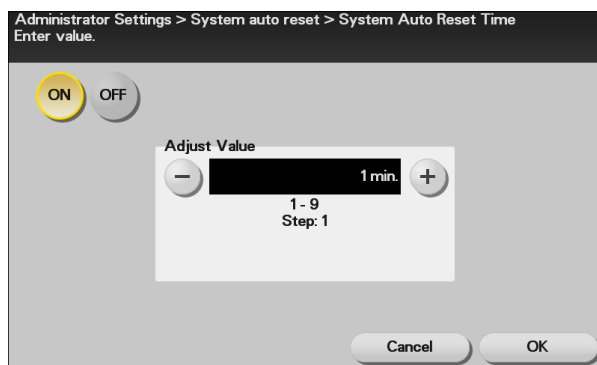 Administrator Settings > System auto reset > System Auto Reset Time
Enter value.
ON OFF
Adjust Value
− 1 min. +
1 - 9
Step: 1
Cancel OK